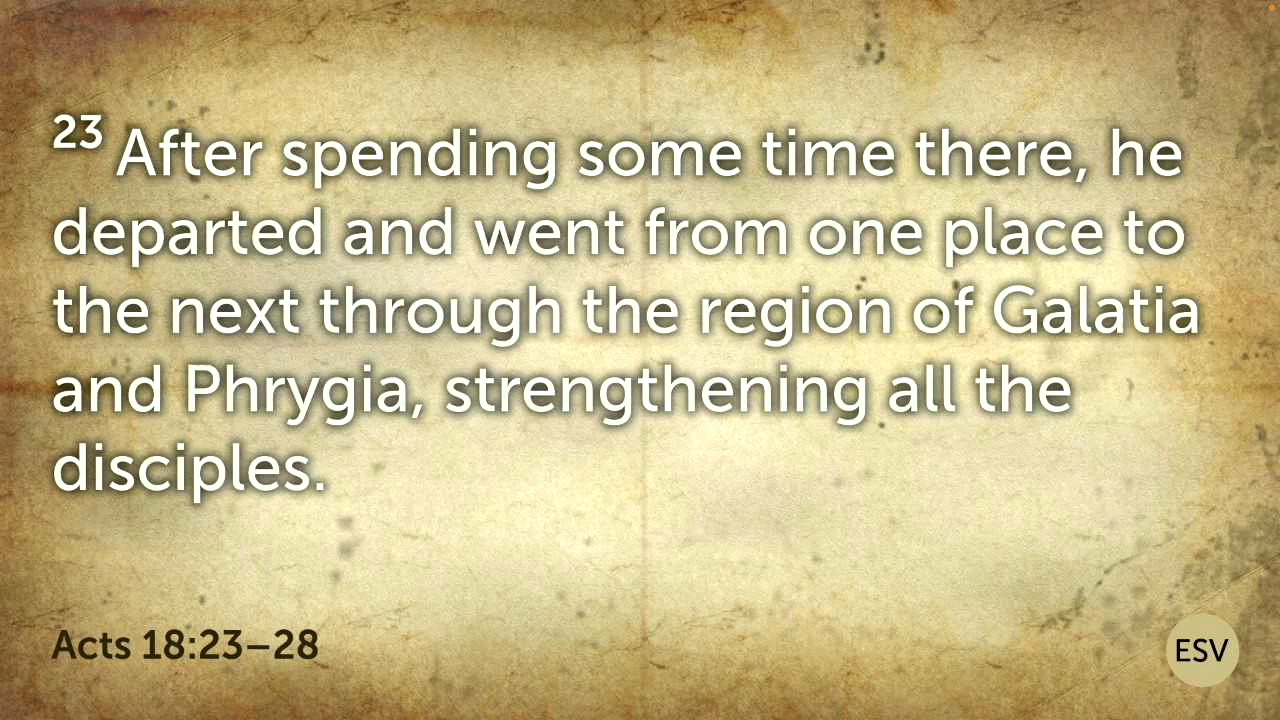 23 After spending some time there, he
departed and went from one place to
the next through the region of Galatia
and Phrygia, strengthening all the
disciples.
Acts 18:23–28
ESV